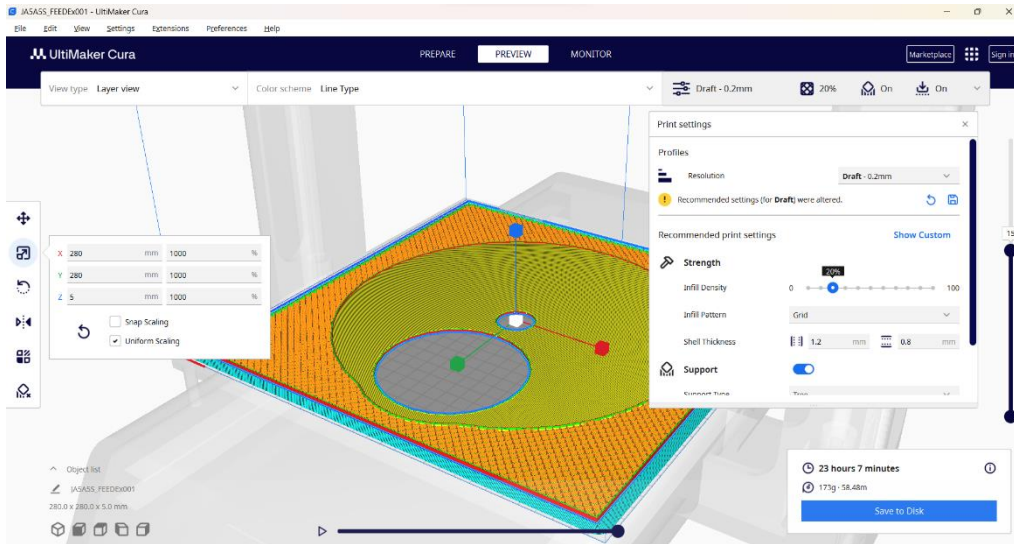 JASASS_FEEDEx001 - UltiMaker Cura
File Edit View Settings Extensions Preferences Help
UltiMaker Cura
PREPARE PREVIEW MONITOR
Marketplace Sign in
View type Layer view
Color scheme Line Type
Draft - 0.2mm 20% On On
Print settings
Profiles
Resolution Draft - 0.2mm
Recommended settings (for Draft) were altered.
Recommended print settings Show Custom
Strength
20%
Infill Density 0 100
Infill Pattern Grid
Shell Thickness 1.2 mm 0.8 mm
Support
Support Type Tree
X 280 mm 1000 %
Y 280 mm 1000 %
Z 5 mm 1000 %
Snap Scaling
Uniform Scaling
Object list
JASASS_FEEDEx001
280.0 x 280.0 x 5.0 mm
23 hours 7 minutes
173g · 58.48m
Save to Disk